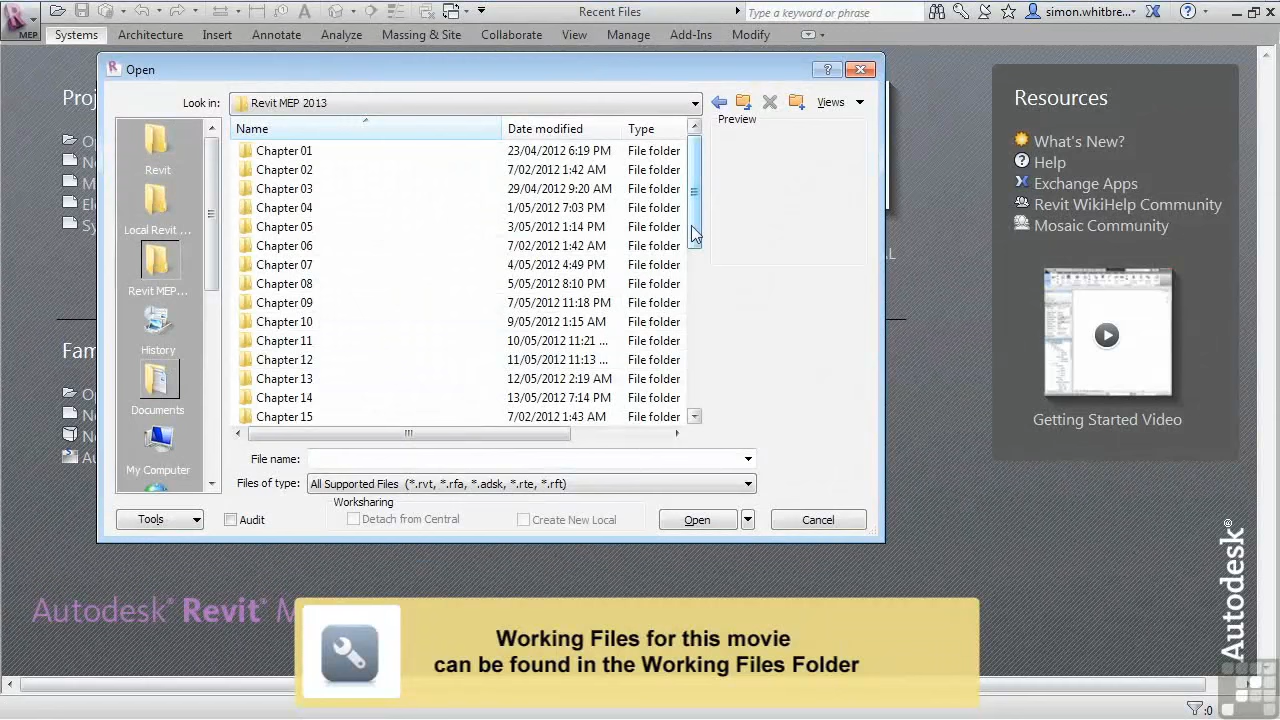 MEP
Recent Files
Type a keyword or phrase
simon.whitbre...
Systems
Architecture
Insert
Annotate
Analyze
Massing & Site
Collaborate
View
Manage
Add-Ins
Modify
Open
Look in:
Revit MEP 2013
Views
Name
Date modified
Type
Preview
Chapter 01 23/04/2012 6:19 PM File folder
Chapter 02 7/02/2012 1:42 AM File folder
Chapter 03 29/04/2012 9:20 AM File folder
Chapter 04 1/05/2012 7:03 PM File folder
Chapter 05 3/05/2012 1:14 PM File folder
Chapter 06 7/02/2012 1:42 AM File folder
Chapter 07 4/05/2012 4:49 PM File folder
Chapter 08 5/05/2012 8:10 PM File folder
Chapter 09 7/05/2012 11:18 PM File folder
Chapter 10 9/05/2012 1:15 AM File folder
Chapter 11 10/05/2012 11:21 ... File folder
Chapter 12 11/05/2012 11:13 ... File folder
Chapter 13 12/05/2012 2:19 AM File folder
Chapter 14 13/05/2012 7:14 PM File folder
Chapter 15 7/02/2012 1:43 AM File folder
Revit
Local Revit ...
Revit MEP...
History
Documents
My Computer
File name:
Files of type:
All Supported Files (*.rvt, *.rfa, *.adsk, *.rte, *.rft)
Worksharing
Tools
Audit
Detach from Central
Create New Local
Open
Cancel
Proj
O
N
M
El
Sy
Fam
O
N
N
Au
AL
Resources
What's New?
Help
Exchange Apps
Revit WikiHelp Community
Mosaic Community
Getting Started Video
Autodesk® Revit® M
Autodesk®
Working Files for this movie
can be found in the Working Files Folder
:0